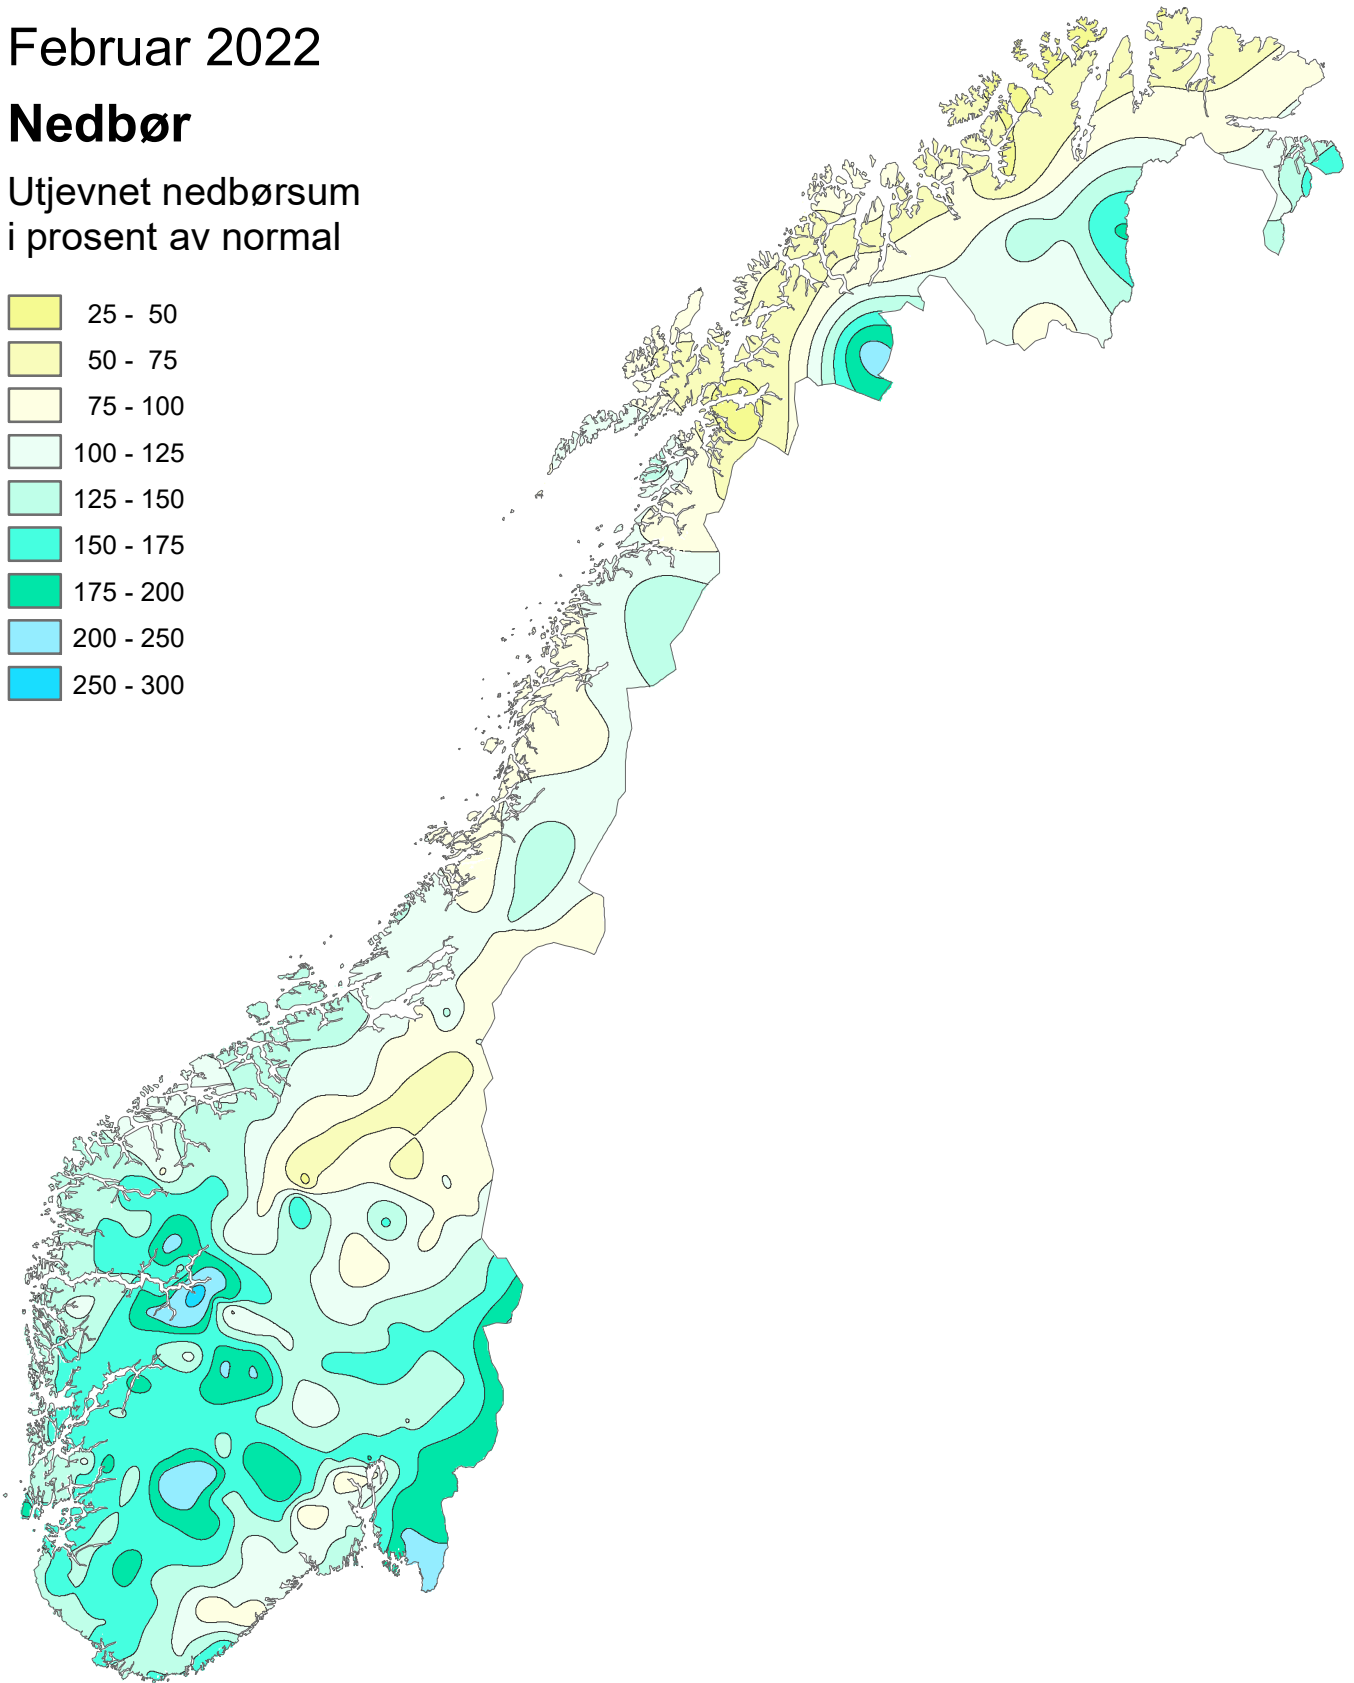 Februar 2022
Nedbør
Utjevnet nedbørsum
i prosent av normal
25 - 50
50 - 75
75 - 100
100 - 125
125 - 150
150 - 175
175 - 200
200 - 250
250 - 300